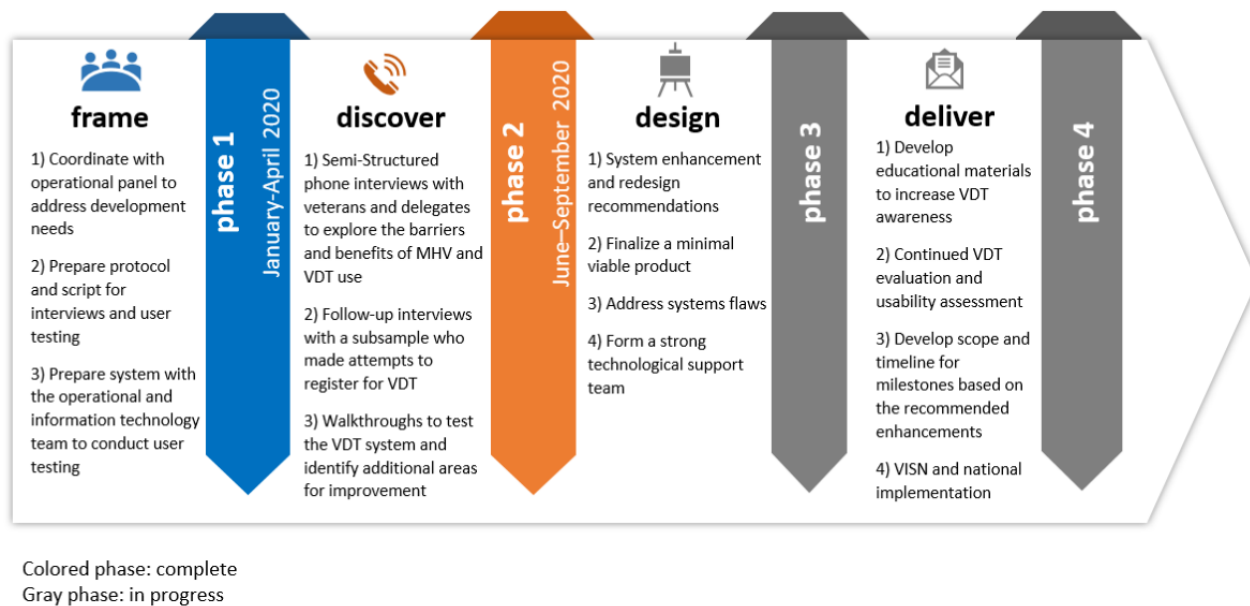 frame
1) Coordinate with
operational panel to
address development
needs
2) Prepare protocol
and script for
interviews and user
testing
3) Prepare system with
the operational and
information technology
team to conduct user
testing
phase 1
January-April 2020
discover
1) Semi-Structured
phone interviews with
veterans and delegates
to explore the barriers
and benefits of MHV and
VDT use
2) Follow-up interviews
with a subsample who
made attempts to
register for VDT
3) Walkthroughs to test
the VDT system and
identify additional areas
for improvement
phase 2
June–September 2020
design
1) System enhancement
and redesign
recommendations
2) Finalize a minimal
viable product
3) Address systems flaws
4) Form a strong
technological support
team
phase 3
deliver
1) Develop
educational materials
to increase VDT
awareness
2) Continued VDT
evaluation and
usability assessment
3) Develop scope and
timeline for
milestones based on
the recommended
enhancements
4) VISN and national
implementation
phase 4
Colored phase: complete
Gray phase: in progress